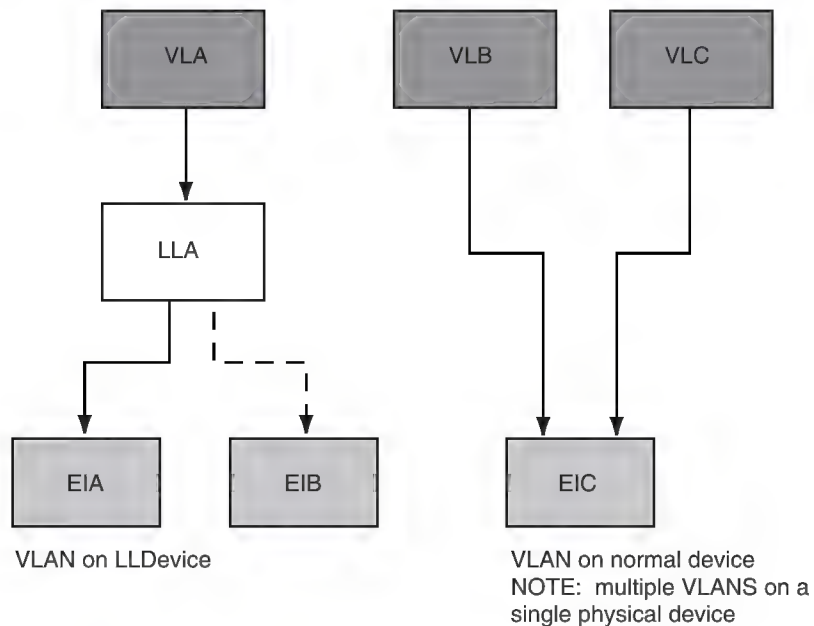 VLA
VLB
VLC
LLA
EIA
EIB
EIC
VLAN on LLDevice
VLAN on normal device
NOTE: multiple VLANS on a
single physical device